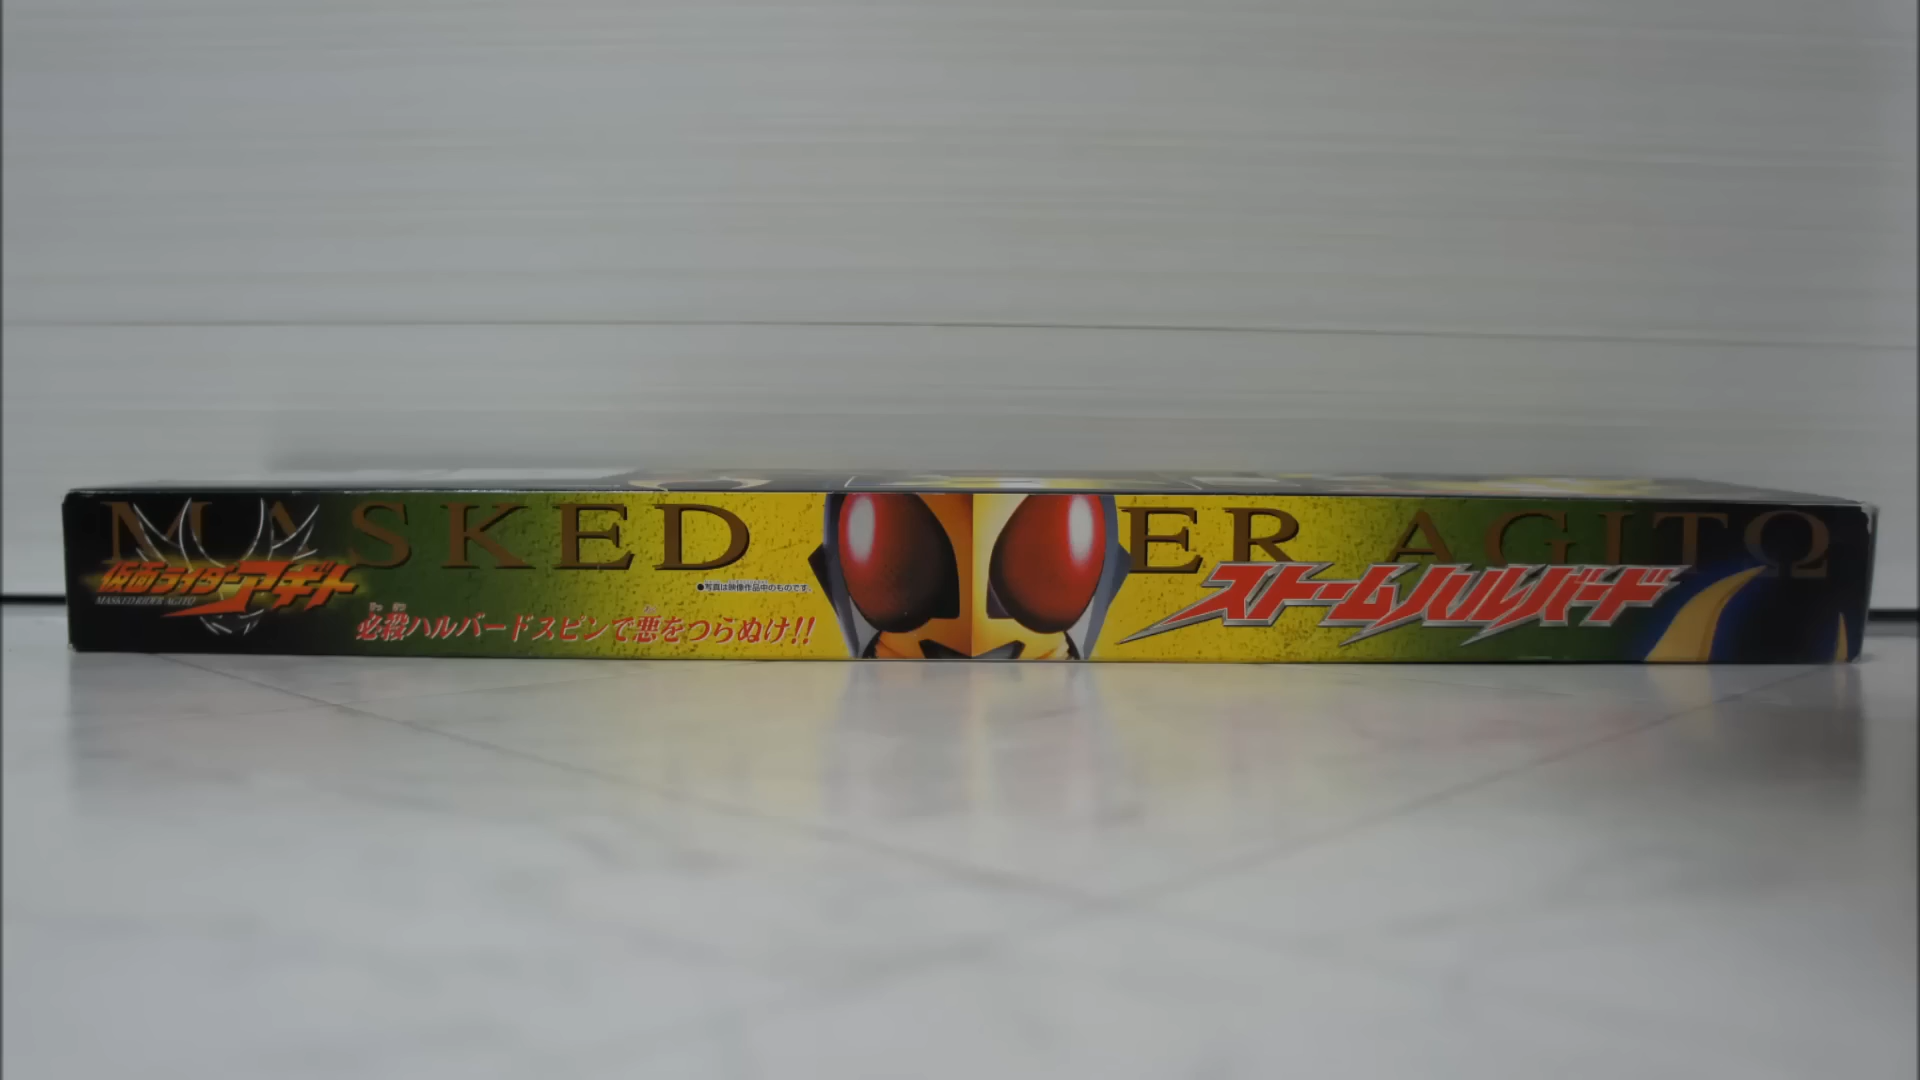 MASKED ER AGITΩ
仮面ライダーアギト
MASKED RIDER AGITO
●写真は映像作品中のものです。
必殺ハルバードスピンで悪をつらぬけ!!
ストームハルバード